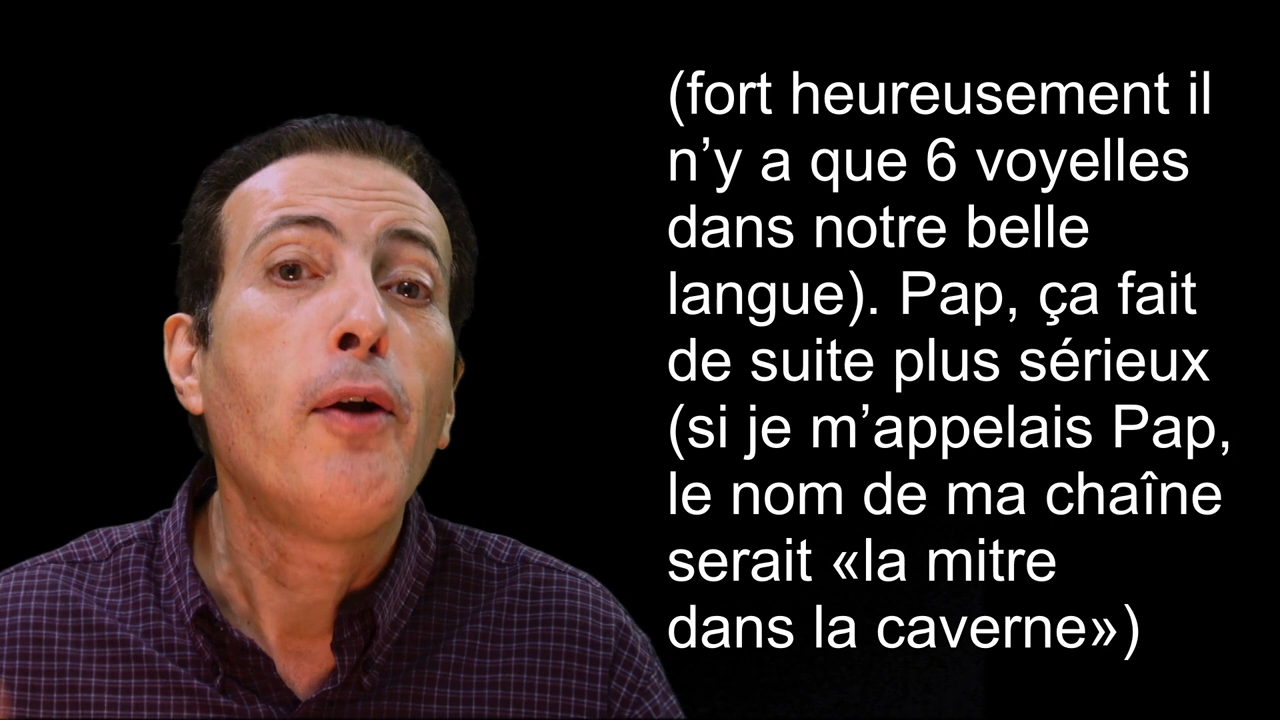 (fort heureusement il
n’y a que 6 voyelles
dans notre belle
langue). Pap, ça fait
de suite plus sérieux
(si je m’appelais Pap,
le nom de ma chaîne
serait «la mitre
dans la caverne»)